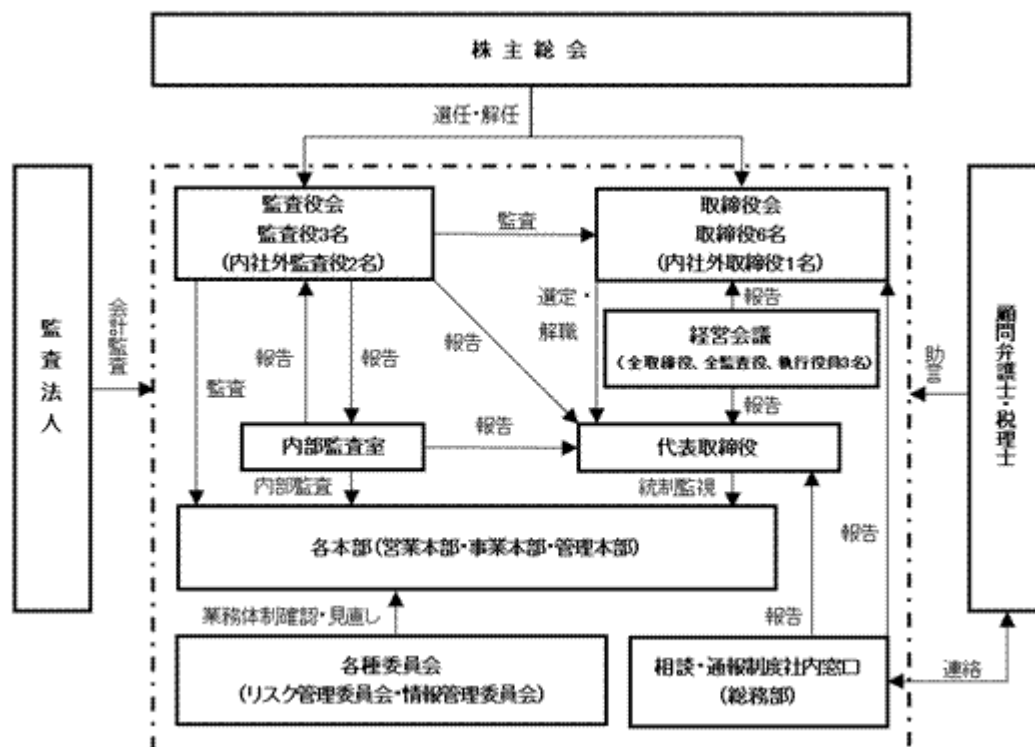 株主総会
選任・解任
監査役会
監査役3名
(内社外監査役2名)
監査
取締役会
取締役6名
(内社外取締役1名)
監査法人
会計監査
報告
選定・
解職
経営会議
(全取締役、全監査役、執行役員3名)
助言
顧問弁護士・税理士
監査
報告
報告
報告
報告
内部監査室
報告
代表取締役
内部監査
統制監視
各本部(営業本部・事業本部・管理本部)
報告
業務体制確認・見直し
報告
各種委員会
(リスク管理委員会・情報管理委員会)
相談・通報制度社内窓口
(総務部)
連絡